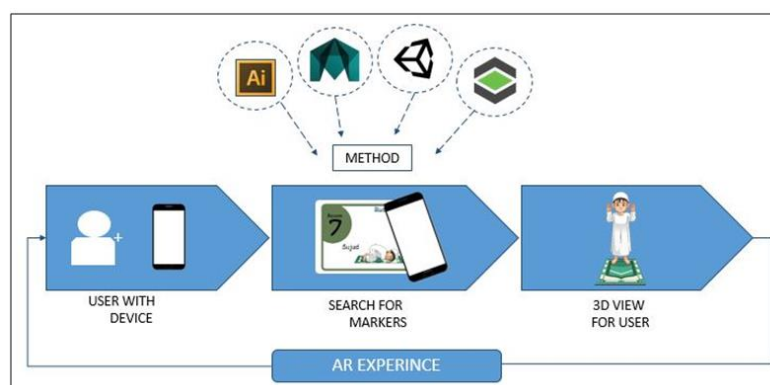 Ai
METHOD
7
Sujud
USER WITH
DEVICE
SEARCH FOR
MARKERS
3D VIEW
FOR USER
AR EXPERINCE